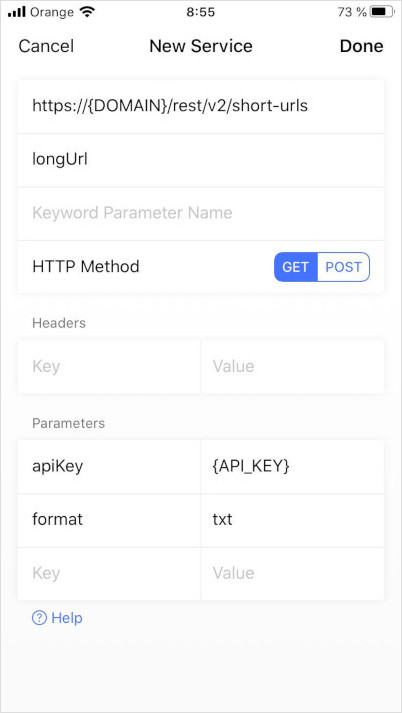 Orange 8:55 73 %
Cancel New Service Done
https://{DOMAIN}/rest/v2/short-urls
longUrl
Keyword Parameter Name
HTTP Method GET POST
Headers
Key Value
Parameters
apiKey {API_KEY}
format txt
Key Value
? Help